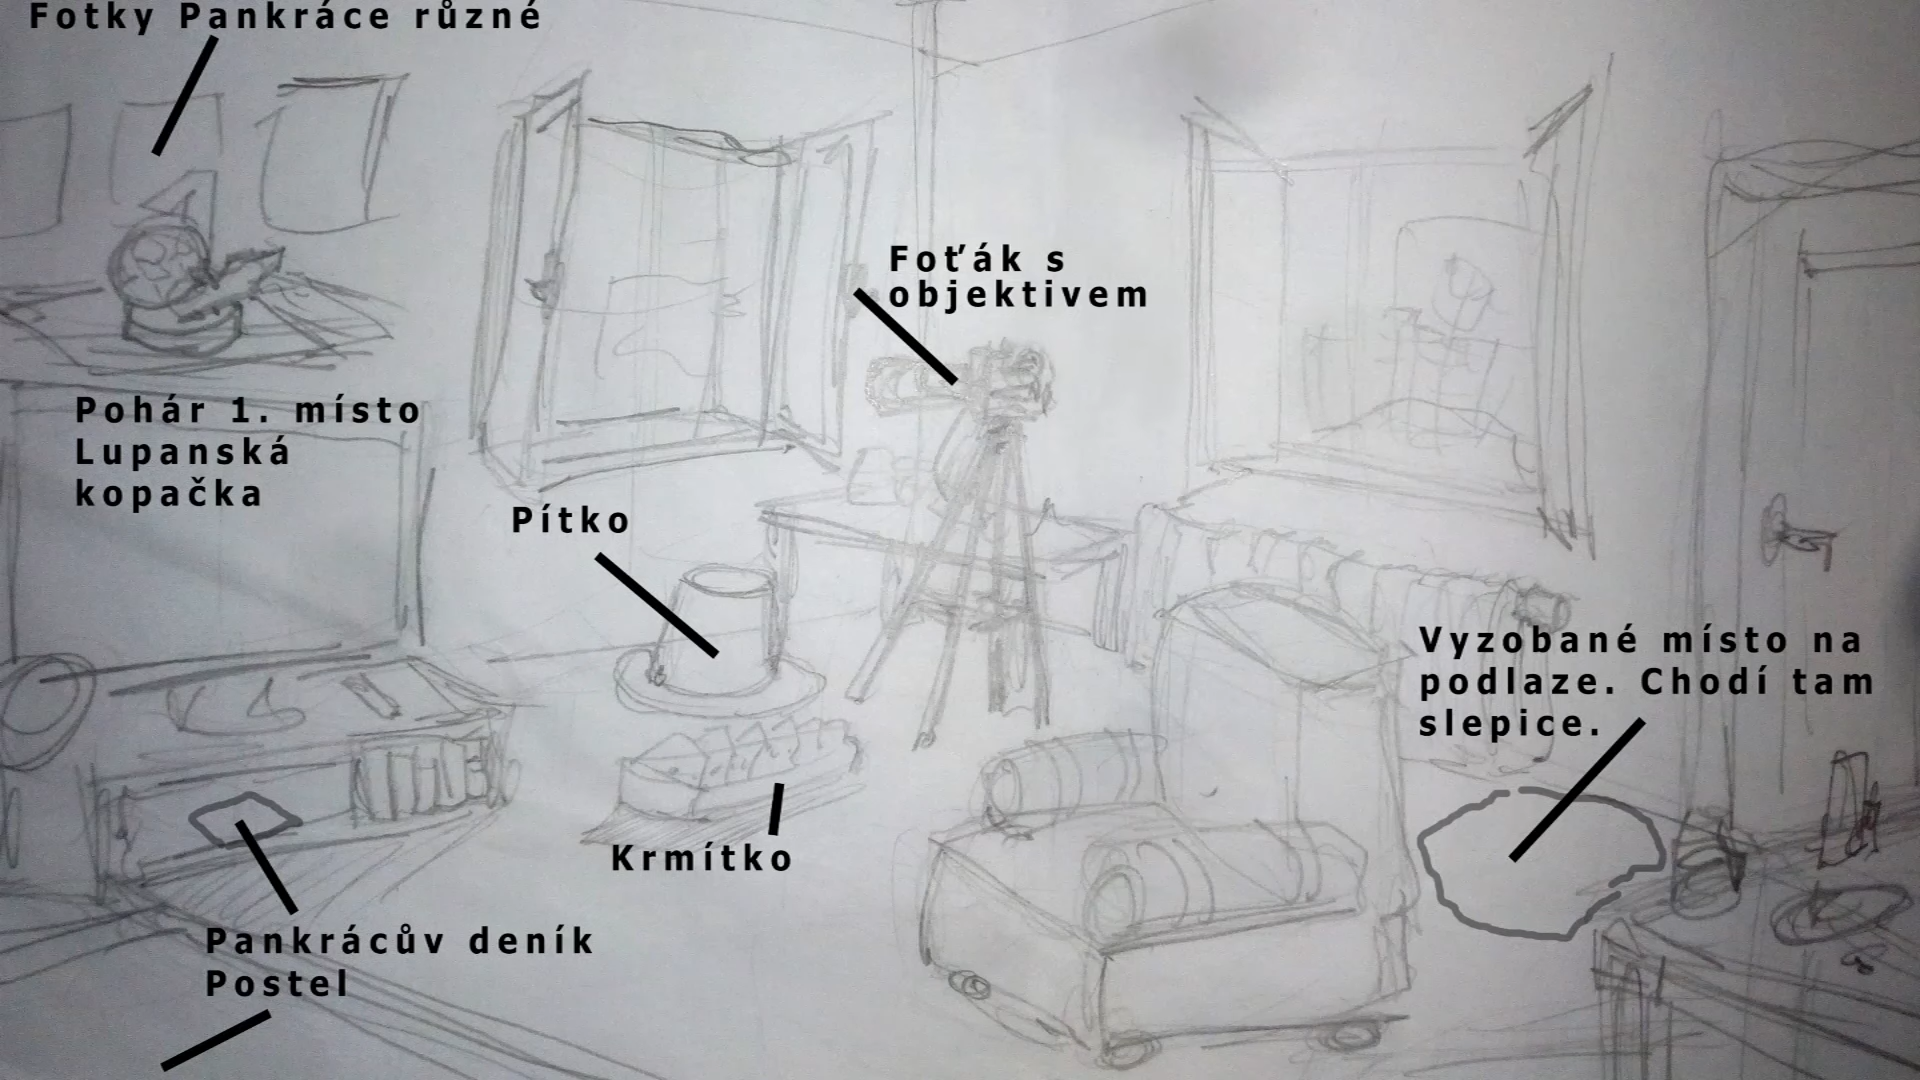 Fotky Pankráce různé
Foťák s
objektivem
Pohár 1. místo
Lupanská
kopačka
Pítko
Vyzobané místo na
podlaze. Chodí tam
slepice.
Krmítko
Pankrácův deník
Postel